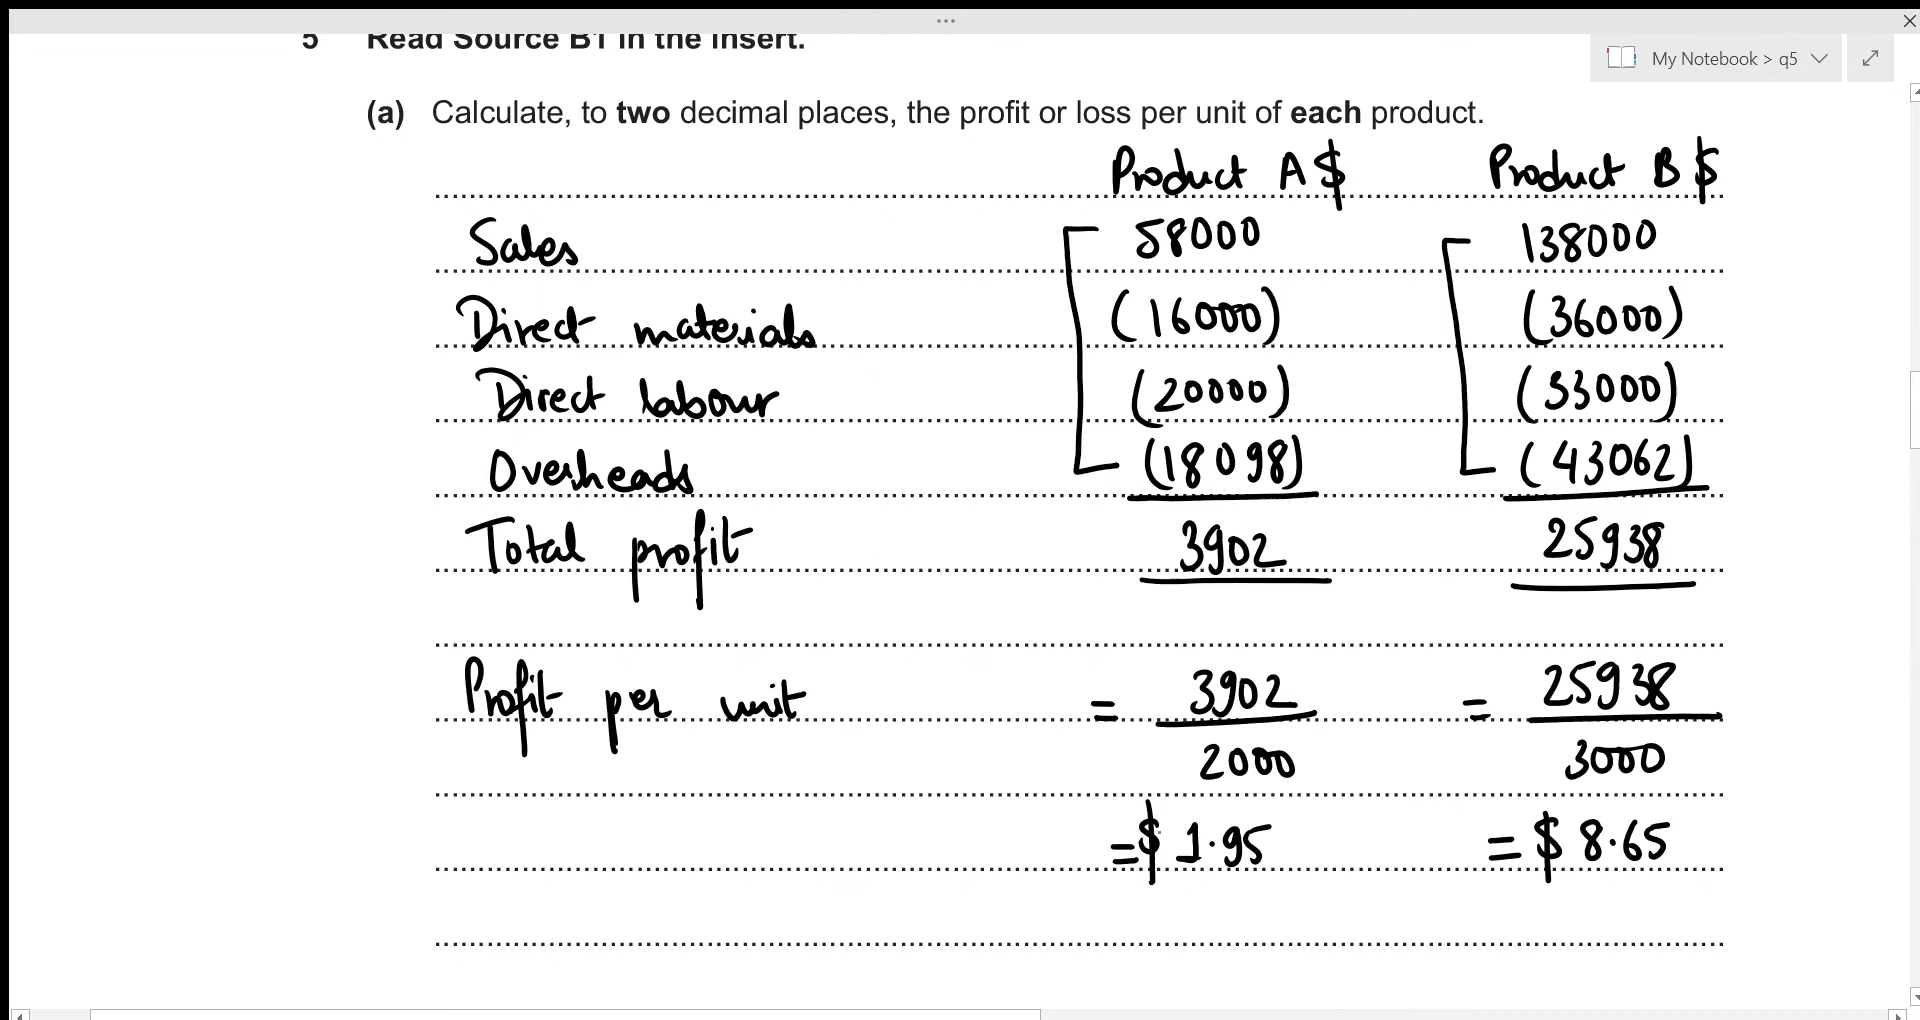 ...
5 Read Source B1 in the Insert.
My Notebook > q5
(a) Calculate, to two decimal places, the profit or loss per unit of each product.
Product A $ Product B $
Sales 58000 138000
Direct materials (16000) (36000)
Direct labour (20000) (33000)
Overheads (18098) (43062)
Total profit 3902 25938
Profit per unit = 3902 = 25938
2000 3000
= $ 1.95 = $ 8.65